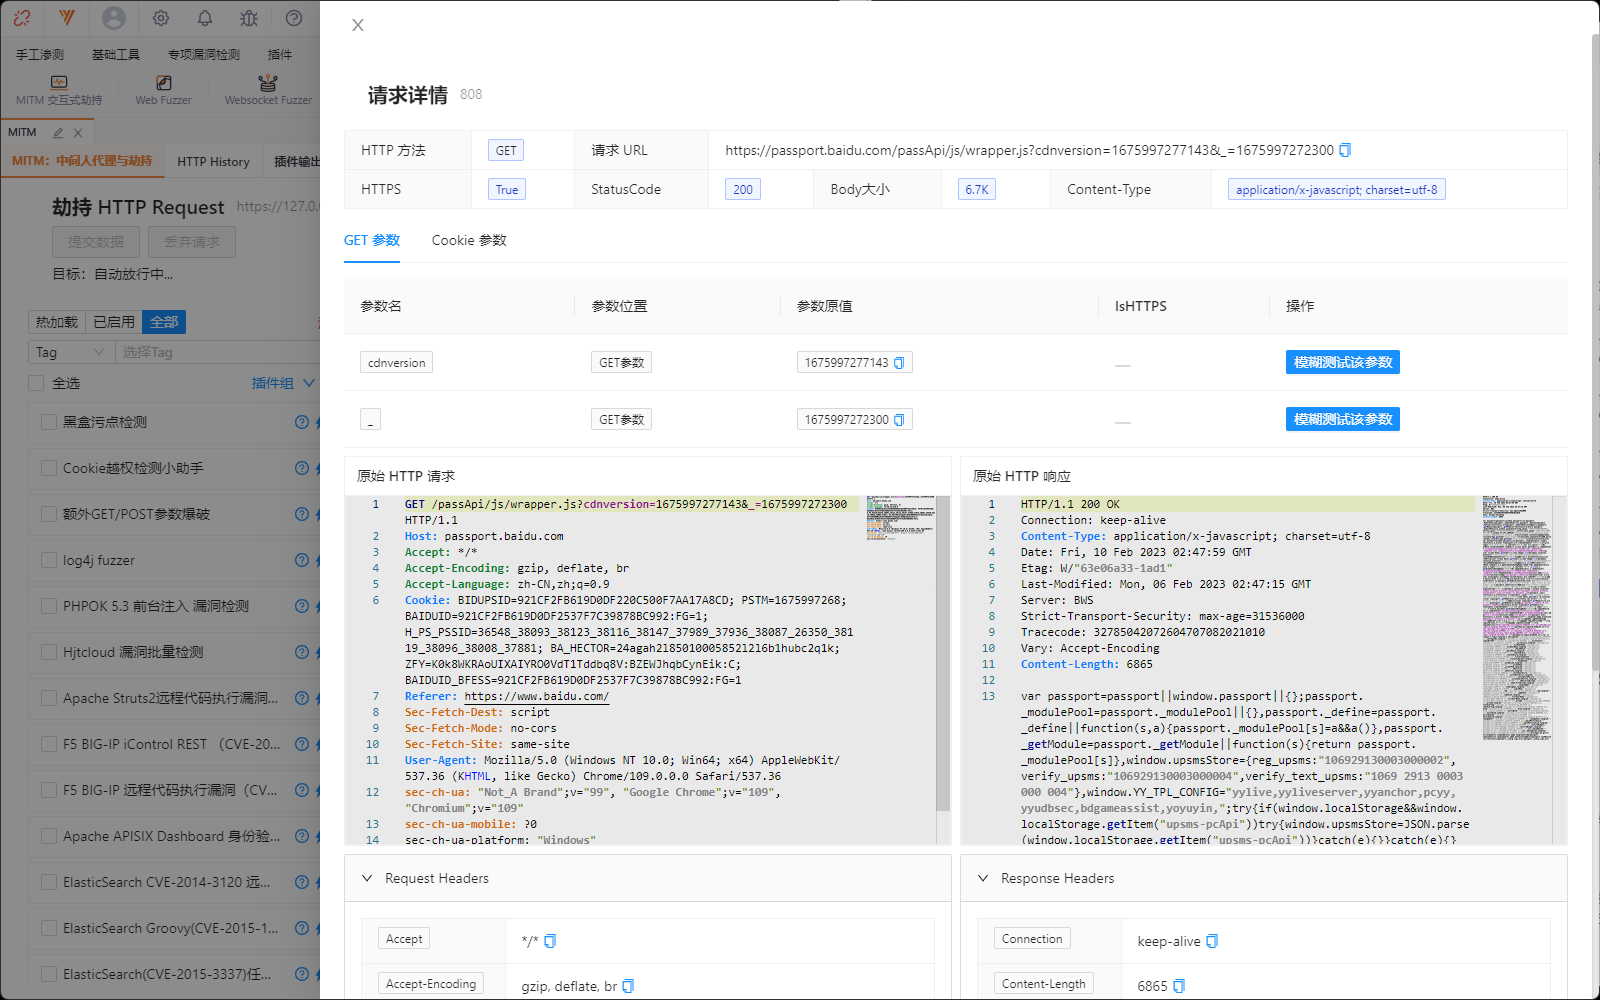 手工渗测 基础工具 专项漏洞检测 插件
MITM 交互式劫持 Web Fuzzer Websocket Fuzzer
MITM
MITM：中间人代理与劫持 HTTP History 插件输出
劫持 HTTP Request https://127.0.
提交数据 丢弃请求
目标：自动放行中...
热加载 已启用 全部
Tag 选择Tag
全选 插件组
黑盒污点检测
Cookie越权检测小助手
额外GET/POST参数爆破
log4j fuzzer
PHPOK 5.3 前台注入 漏洞检测
Hjtcloud 漏洞批量检测
Apache Struts2远程代码执行漏洞...
F5 BIG-IP iControl REST （CVE-20...
F5 BIG-IP 远程代码执行漏洞（CV...
Apache APISIX Dashboard 身份验...
ElasticSearch CVE-2014-3120 远...
ElasticSearch Groovy(CVE-2015-1...
ElasticSearch(CVE-2015-3337)任...
请求详情 808
HTTP 方法 GET 请求 URL https://passport.baidu.com/passApi/js/wrapper.js?cdnversion=1675997277143&_=1675997272300
HTTPS True StatusCode 200 Body大小 6.7K Content-Type application/x-javascript; charset=utf-8
GET 参数 Cookie 参数
参数名 参数位置 参数原值 IsHTTPS 操作
cdnversion GET参数 1675997277143 — 模糊测试该参数
_ GET参数 1675997272300 — 模糊测试该参数
原始 HTTP 请求
1 GET /passApi/js/wrapper.js?cdnversion=1675997277143&_=1675997272300
HTTP/1.1
2 Host: passport.baidu.com
3 Accept: */*
4 Accept-Encoding: gzip, deflate, br
5 Accept-Language: zh-CN,zh;q=0.9
6 Cookie: BIDUPSID=921CF2FB619D0DF220C500F7AA17A8CD; PSTM=1675997268;
BAIDUID=921CF2FB619D0DF2537F7C39878BC992:FG=1;
H_PS_PSSID=36548_38093_38123_38116_38147_37989_37936_38087_26350_381
19_38096_38008_37881; BA_HECTOR=24agah2l850100058521 2l6b1hubc2q1k;
ZFY=K0k8WKRAoUIXAIYRO0VdT1Tddbq8V:BZEWJhqbCynEik:C;
BAIDUID_BFESS=921CF2FB619D0DF2537F7C39878BC992:FG=1
7 Referer: https://www.baidu.com/
8 Sec-Fetch-Dest: script
9 Sec-Fetch-Mode: no-cors
10 Sec-Fetch-Site: same-site
11 User-Agent: Mozilla/5.0 (Windows NT 10.0; Win64; x64) AppleWebKit/
537.36 (KHTML, like Gecko) Chrome/109.0.0.0 Safari/537.36
12 sec-ch-ua: "Not_A Brand";v="99", "Google Chrome";v="109",
"Chromium";v="109"
13 sec-ch-ua-mobile: ?0
14 sec-ch-ua-platform: "Windows"
原始 HTTP 响应
1 HTTP/1.1 200 OK
2 Connection: keep-alive
3 Content-Type: application/x-javascript; charset=utf-8
4 Date: Fri, 10 Feb 2023 02:47:59 GMT
5 Etag: W/"63e06a33-1ad1"
6 Last-Modified: Mon, 06 Feb 2023 02:47:15 GMT
7 Server: BWS
8 Strict-Transport-Security: max-age=31536000
9 Tracecode: 32785042072604707082021010
10 Vary: Accept-Encoding
11 Content-Length: 6865
12
13 var passport=passport||window.passport||{};passport.
_modulePool=passport._modulePool||{},passport._define=passport.
_define||function(s,a){passport._modulePool[s]=a&&a()},passport.
_getModule=passport._getModule||function(s){return passport.
_modulePool[s]},window.upsmsStore={reg_upsms:"106929130003000002",
verify_upsms:"106929130003000004",verify_text_upsms:"1069 2913 0003
000 004"},window.YY_TPL_CONFIG="yylive,yyliveserver,yyanchor,pcyy,
yyudbsec,bdgameassist,yoyuyin,";try{if(window.localStorage&&window.
localStorage.getItem("upsms-pcApi"))try{window.upsmsStore=JSON.parse
(window.localStorage.getItem("upsms-pcApi"))}catch(e){}}catch(e){}
Request Headers
Accept */*
Accept-Encoding gzip, deflate, br
Response Headers
Connection keep-alive
Content-Length 6865